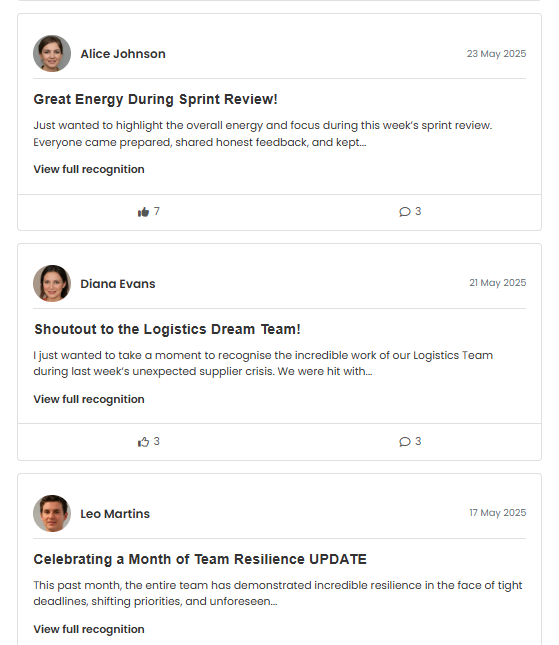 Alice Johnson
23 May 2025
Great Energy During Sprint Review!
Just wanted to highlight the overall energy and focus during this week’s sprint review.
Everyone came prepared, shared honest feedback, and kept...
View full recognition
7
3
Diana Evans
21 May 2025
Shoutout to the Logistics Dream Team!
I just wanted to take a moment to recognise the incredible work of our Logistics Team
during last week’s unexpected supplier crisis. We were hit with...
View full recognition
3
3
Leo Martins
17 May 2025
Celebrating a Month of Team Resilience UPDATE
This past month, the entire team has demonstrated incredible resilience in the face of tight
deadlines, shifting priorities, and unforeseen...
View full recognition